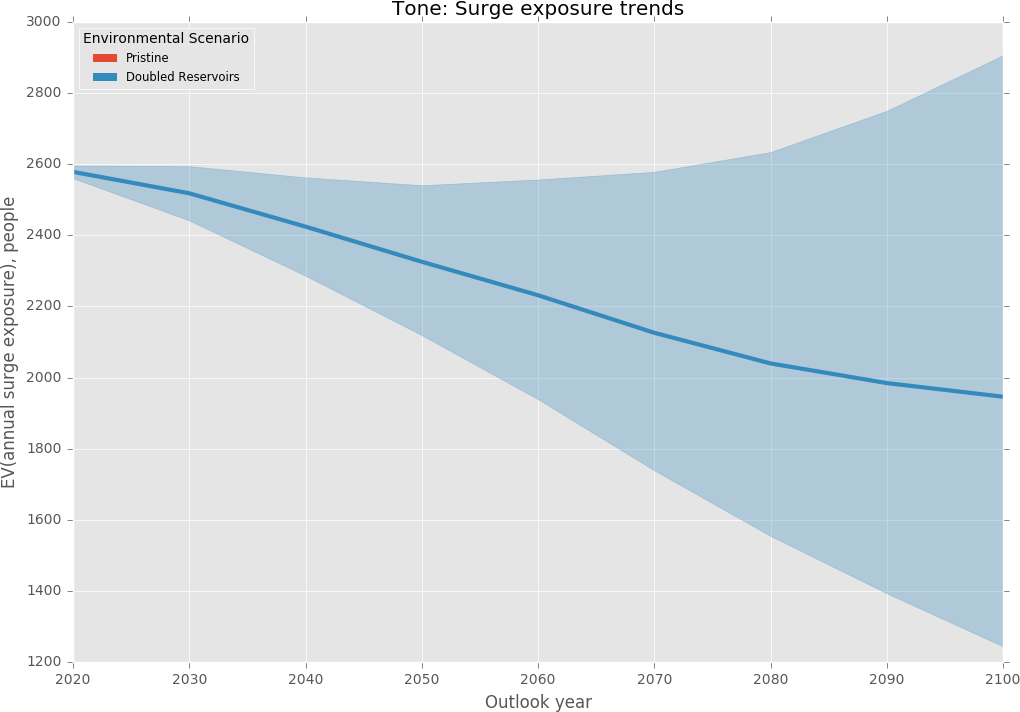 Tone: Surge exposure trends
Environmental Scenario
Pristine
Doubled Reservoirs
EV(annual surge exposure), people
3000
2800
2600
2400
2200
2000
1800
1600
1400
1200
2020 2030 2040 2050 2060 2070 2080 2090 2100
Outlook year